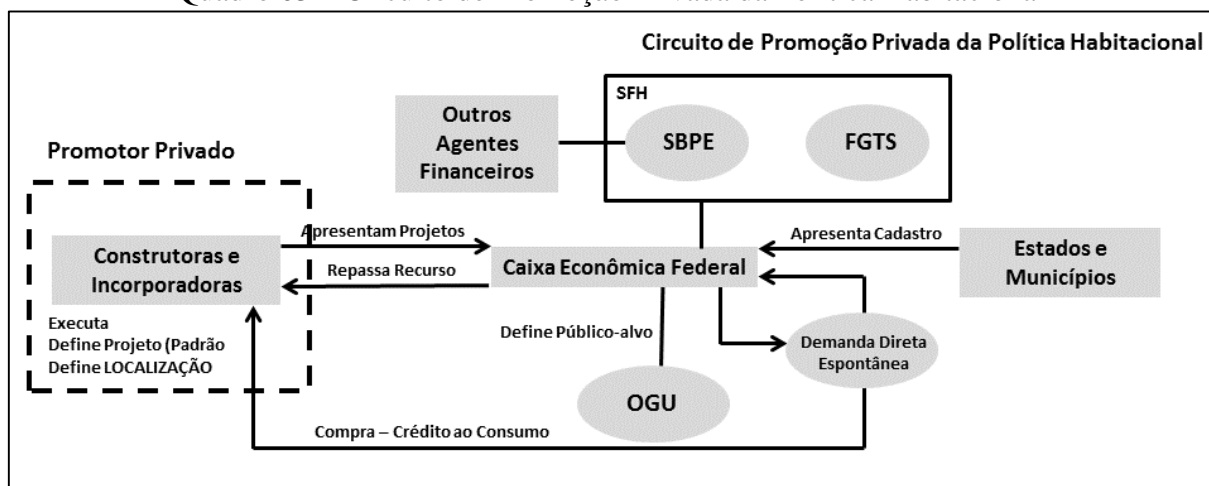 Circuito de Promoção Privada da Política Habitacional
SFH
SBPE
FGTS
Outros
Agentes
Financeiros
Promotor Privado
Construtoras e
Incorporadoras
Executa
Define Projeto (Padrão
Define LOCALIZAÇÃO
Apresentam Projetos
Repassa Recurso
Caixa Econômica Federal
Apresenta Cadastro
Estados e
Municípios
Define Público-alvo
Demanda Direta
Espontânea
OGU
Compra – Crédito ao Consumo